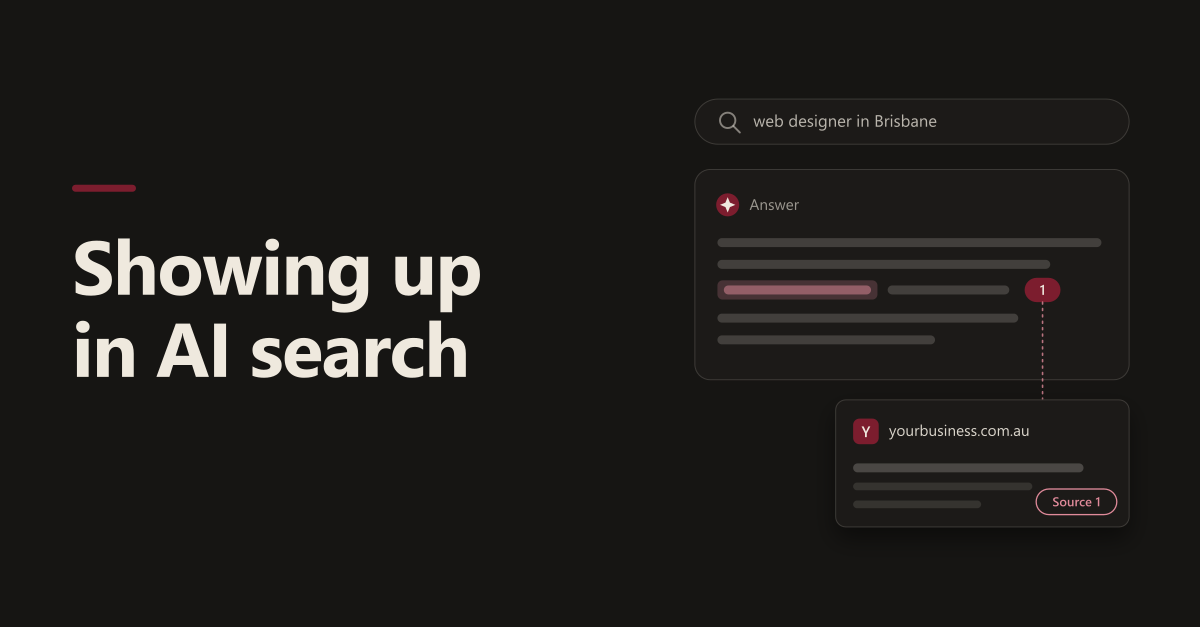 Showing up
in AI search
web designer in Brisbane
Answer
1
Y
yourbusiness.com.au
Source 1